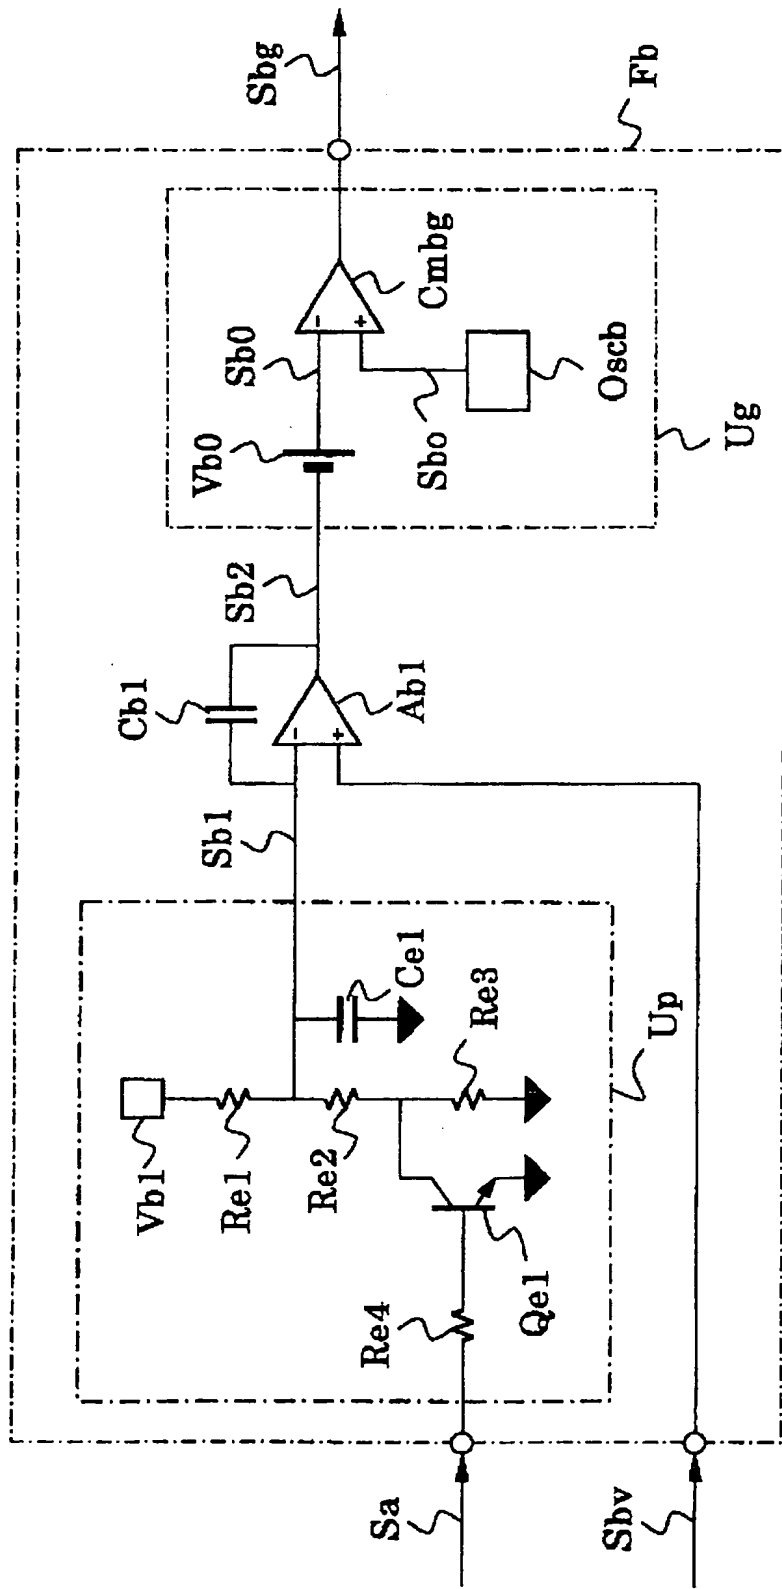 Sbg
Fb
Cmbg
Sb0
Vb0
Sbo
Oscb
Ug
Sb2
Cb1
Ab1
Sb1
Vb1
Re1
Re2
Ce1
Re3
Up
Re4
Qe1
Sa
Sbv
− +
− +